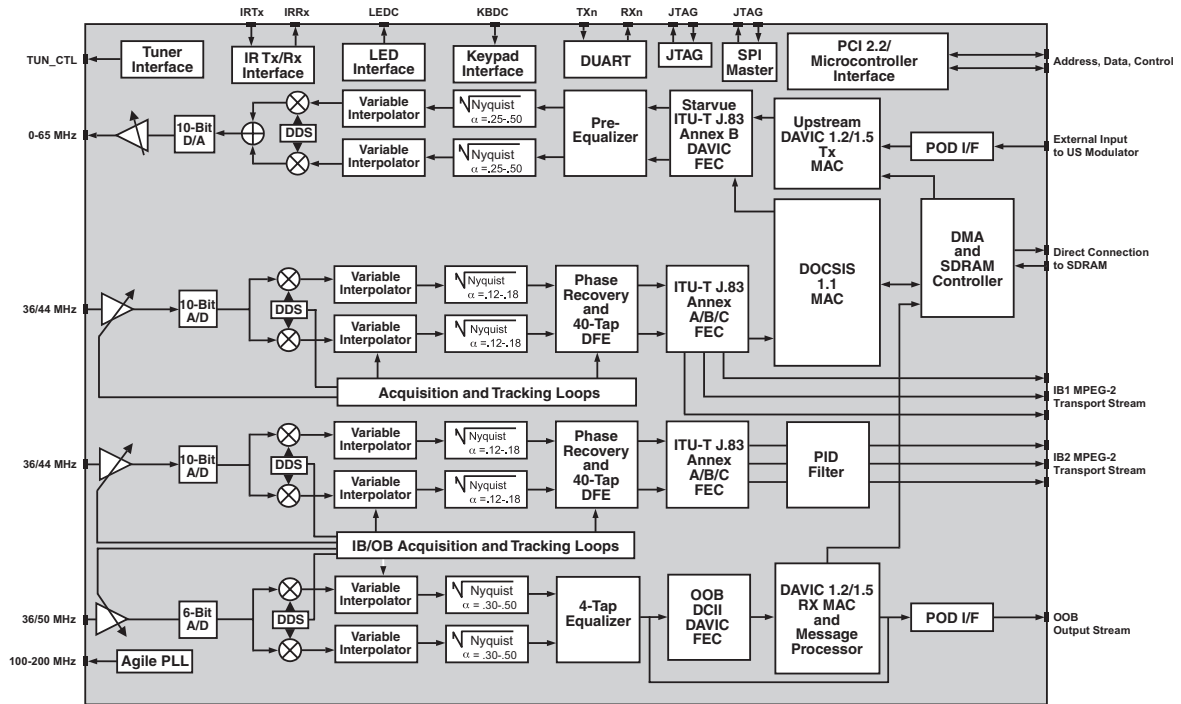 IRTx IRRx LEDC KBDC TXn RXn JTAG JTAG
TUN_CTL
Tuner
Interface
IR Tx/Rx
Interface
LED
Interface
Keypad
Interface
DUART
JTAG
SPI
Master
PCI 2.2/
Microcontroller
Interface
Address, Data, Control
0-65 MHz
10-Bit
D/A
DDS
Variable
Interpolator
Variable
Interpolator
√Nyquist
α=.25-.50
√Nyquist
α=.25-.50
Pre-
Equalizer
Starvue
ITU-T J.83
Annex B
DAVIC
FEC
Upstream
DAVIC 1.2/1.5
Tx
MAC
POD I/F
External Input
to US Modulator
DOCSIS
1.1
MAC
DMA
and
SDRAM
Controller
Direct Connection
to SDRAM
36/44 MHz
10-Bit
A/D
DDS
Variable
Interpolator
Variable
Interpolator
√Nyquist
α=.12-.18
√Nyquist
α=.12-.18
Phase
Recovery
and
40-Tap
DFE
ITU-T J.83
Annex
A/B/C
FEC
Acquisition and Tracking Loops
IB1 MPEG-2
Transport Stream
36/44 MHz
10-Bit
A/D
DDS
Variable
Interpolator
Variable
Interpolator
√Nyquist
α=.12-.18
√Nyquist
α=.12-.18
Phase
Recovery
and
40-Tap
DFE
ITU-T J.83
Annex
A/B/C
FEC
PID
Filter
IB2 MPEG-2
Transport Stream
IB/OB Acquisition and Tracking Loops
36/50 MHz
6-Bit
A/D
DDS
Variable
Interpolator
Variable
Interpolator
√Nyquist
α = .30-.50
√Nyquist
α = .30-.50
4-Tap
Equalizer
OOB
DCII
DAVIC
FEC
DAVIC 1.2/1.5
RX MAC
and
Message
Processor
POD I/F
OOB
Output Stream
100-200 MHz
Agile PLL